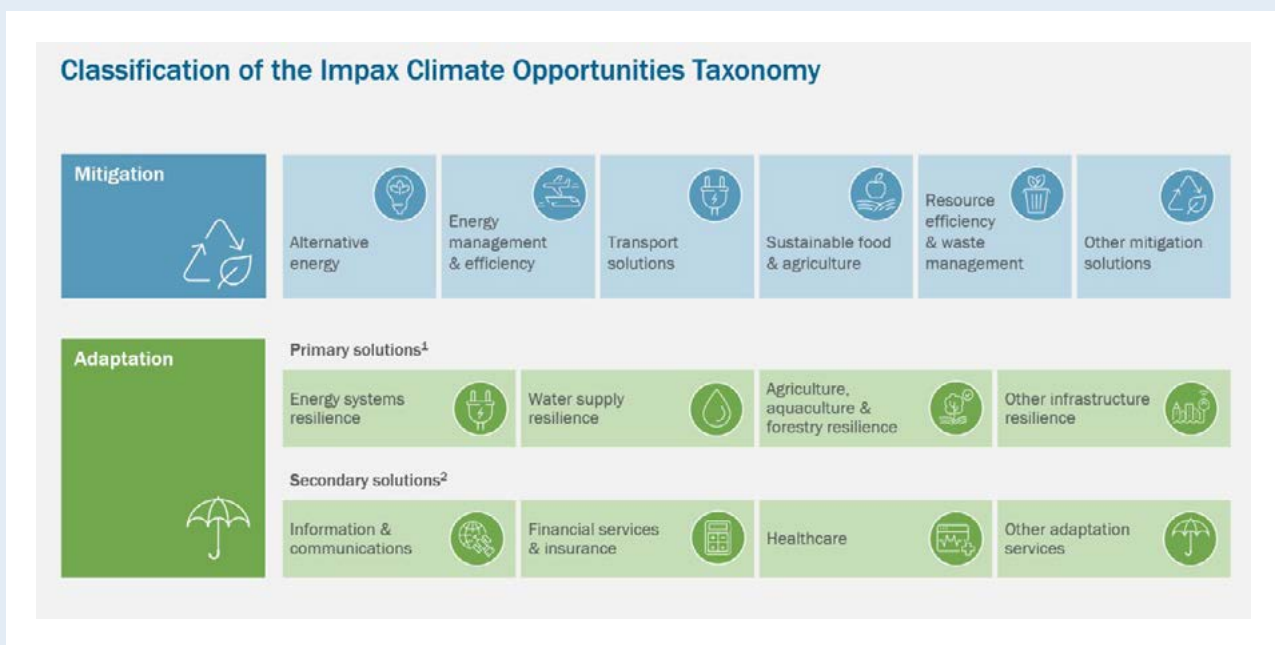 Classification of the Impax Climate Opportunities Taxonomy
Mitigation
Alternative
energy
Energy
management
& efficiency
Transport
solutions
Sustainable food
& agriculture
Resource
efficiency
& waste
management
Other mitigation
solutions
Adaptation
Primary solutions¹
Energy systems
resilience
Water supply
resilience
Agriculture,
aquaculture &
forestry resilience
Other infrastructure
resilience
Secondary solutions²
Information &
communications
Financial services
& insurance
Healthcare
Other adaptation
services